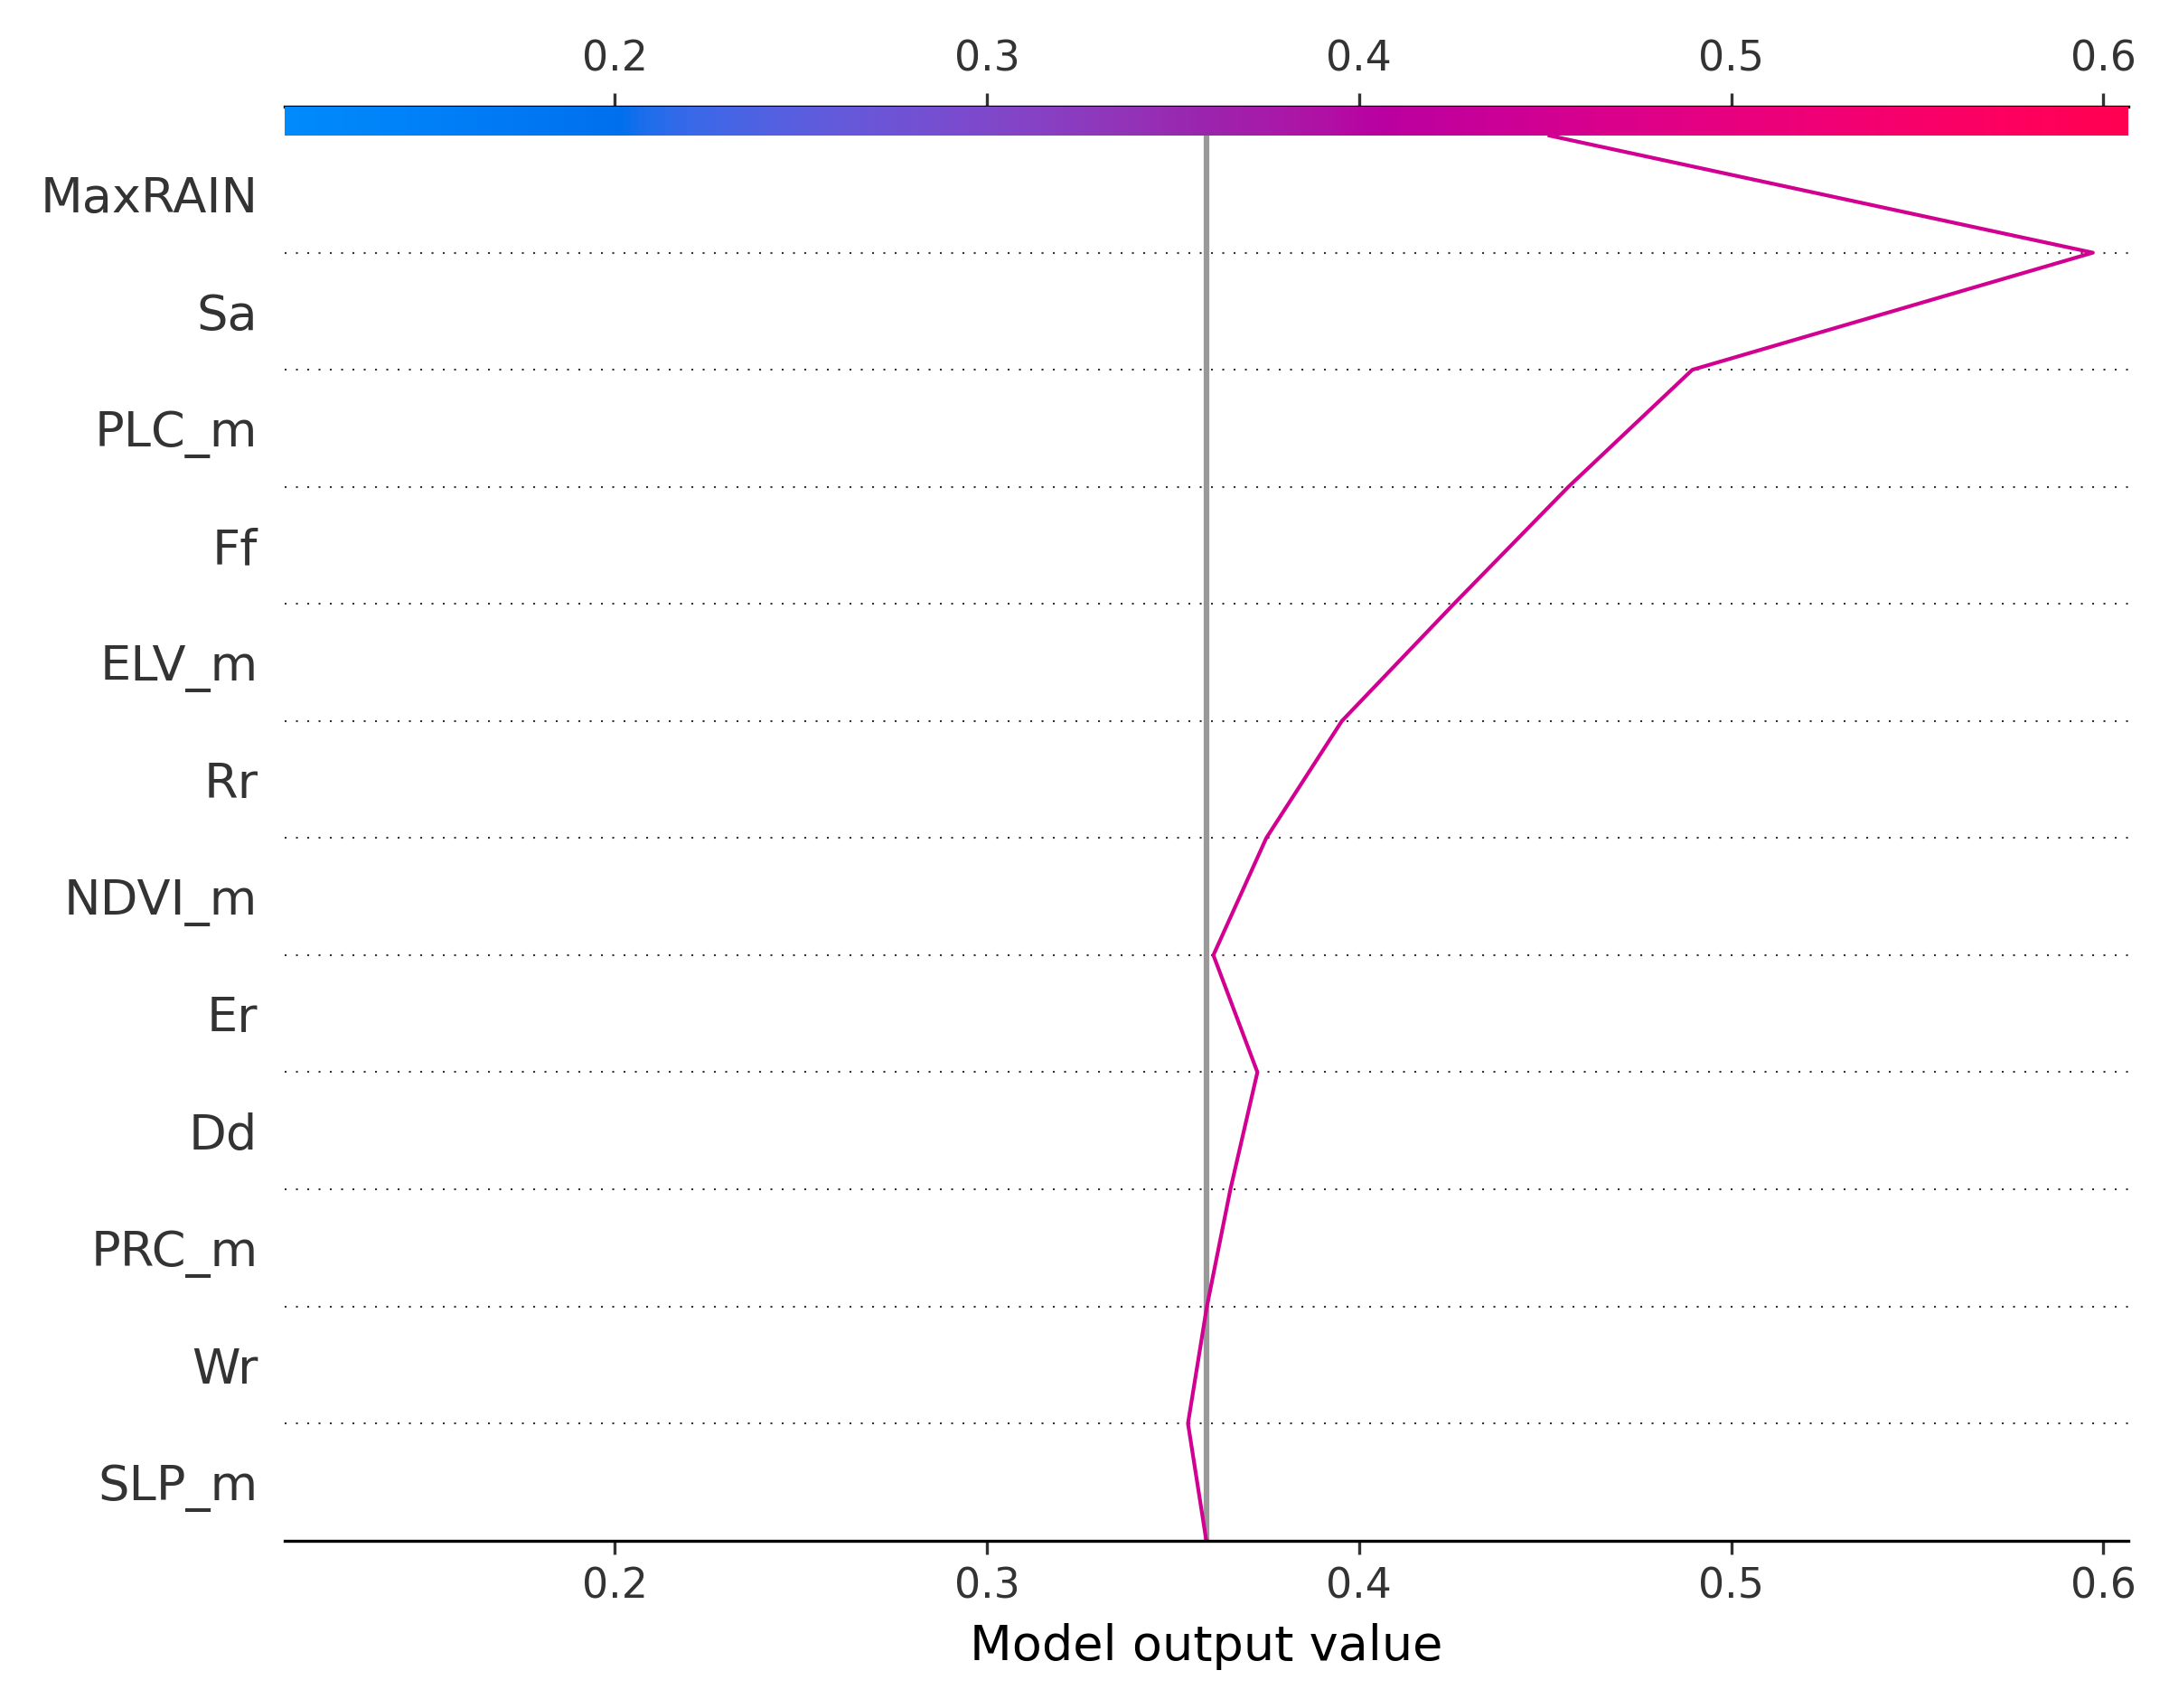 0.2 0.3 0.4 0.5 0.6
MaxRAIN
Sa
PLC_m
Ff
ELV_m
Rr
NDVI_m
Er
Dd
PRC_m
Wr
SLP_m
0.2 0.3 0.4 0.5 0.6
Model output value